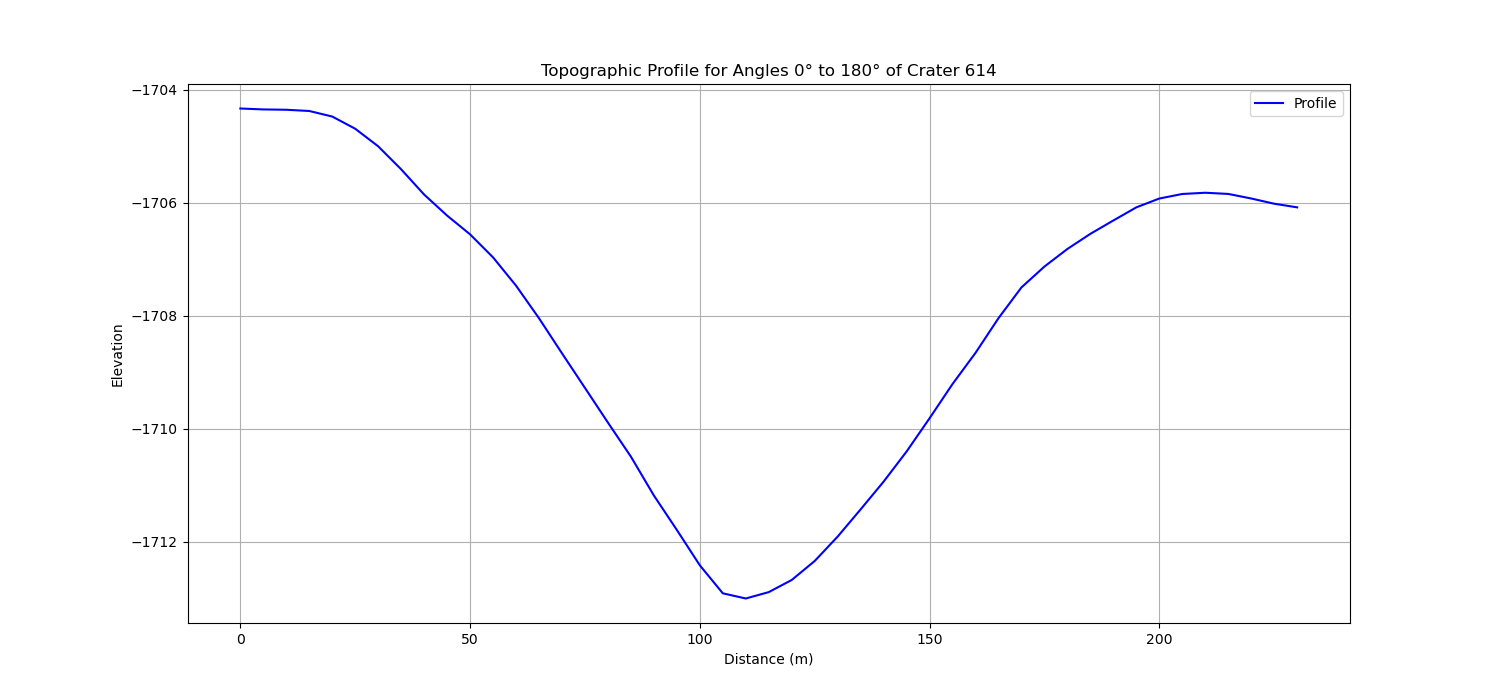 Topographic Profile for Angles 0° to 180° of Crater 614
Profile
−1704
−1706
−1708
−1710
−1712
Elevation
0 50 100 150 200
Distance (m)